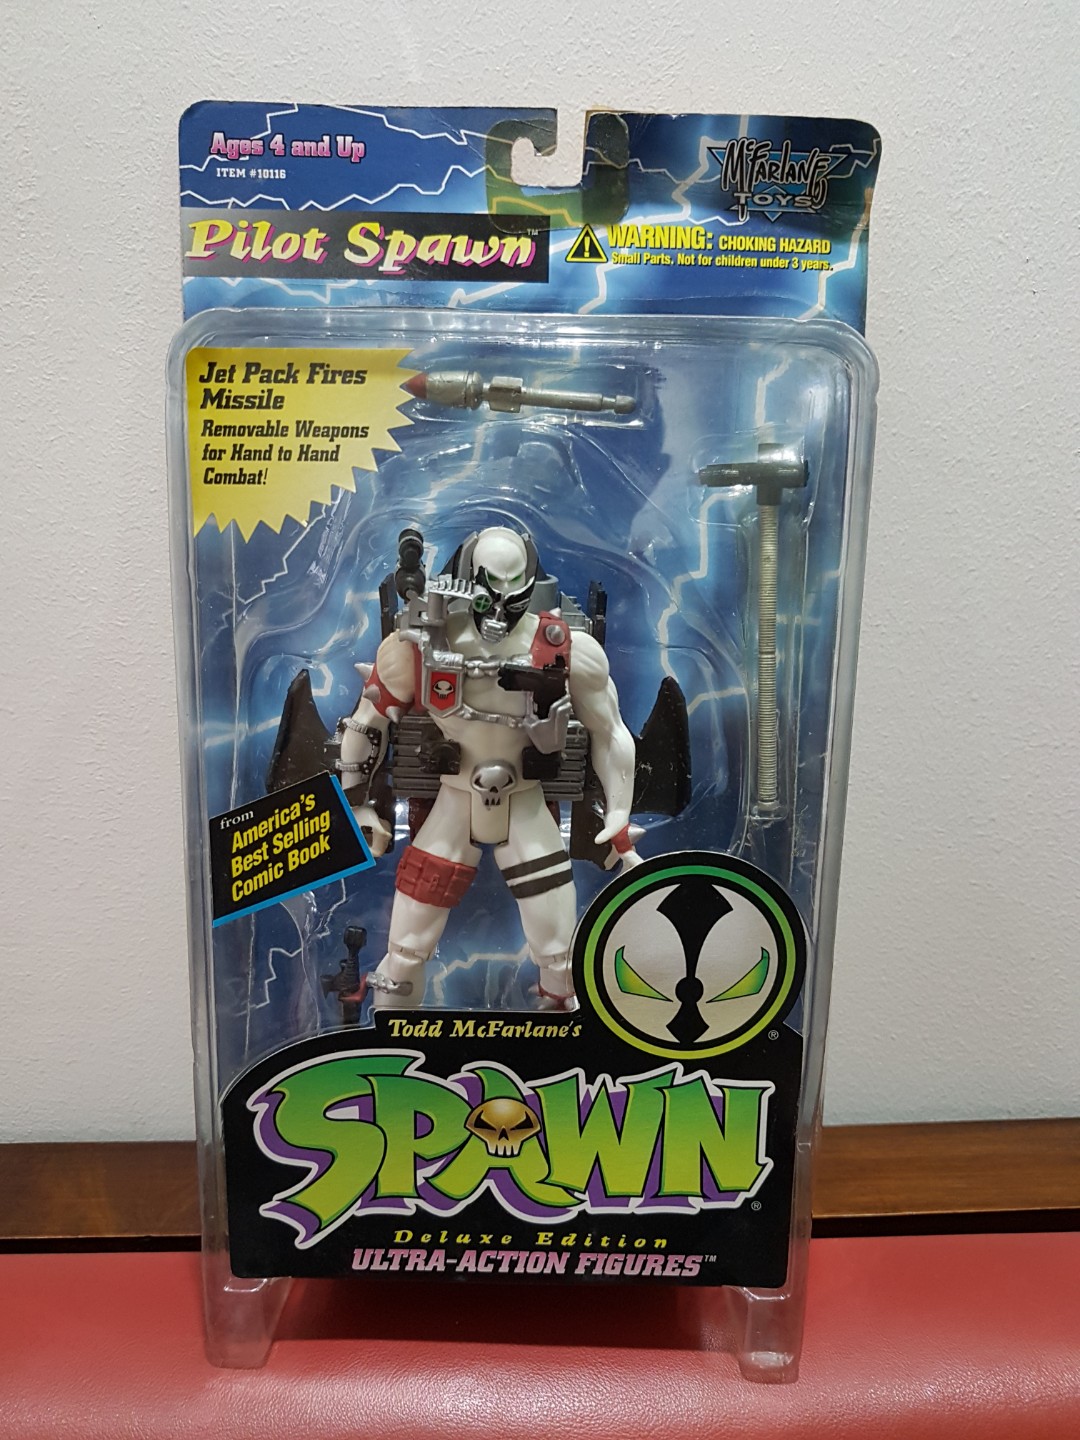 Ages 4 and Up
ITEM #10116
McFARLANE
TOYS
Pilot Spawn™
WARNING: CHOKING HAZARD
Small Parts. Not for children under 3 years.
Jet Pack Fires
Missile
Removable Weapons
for Hand to Hand
Combat!
from
America's
Best Selling
Comic Book
®
Todd McFarlane's
SPAWN®
Deluxe Edition
ULTRA-ACTION FIGURES™